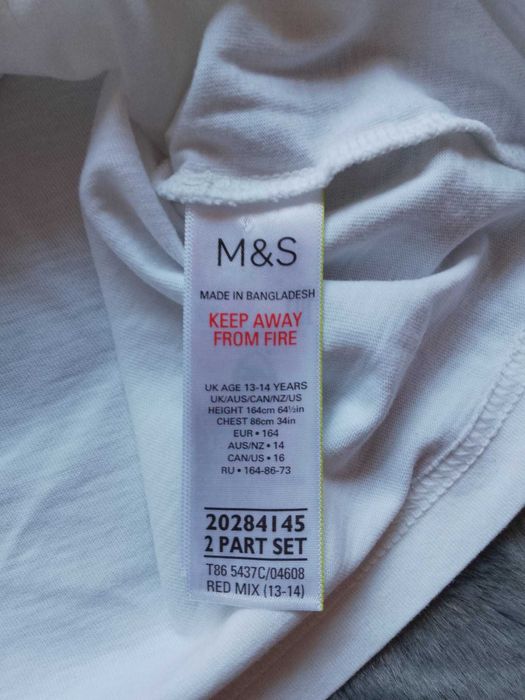 M&S
MADE IN BANGLADESH
KEEP AWAY
FROM FIRE
UK AGE 13-14 YEARS
UK/AUS/CAN/NZ/US
HEIGHT 164cm 64½in
CHEST 86cm 34in
EUR • 164
AUS/NZ • 14
CAN/US • 16
RU • 164-86-73
20284145
2 PART SET
T86 5437C/04608
RED MIX (13-14)